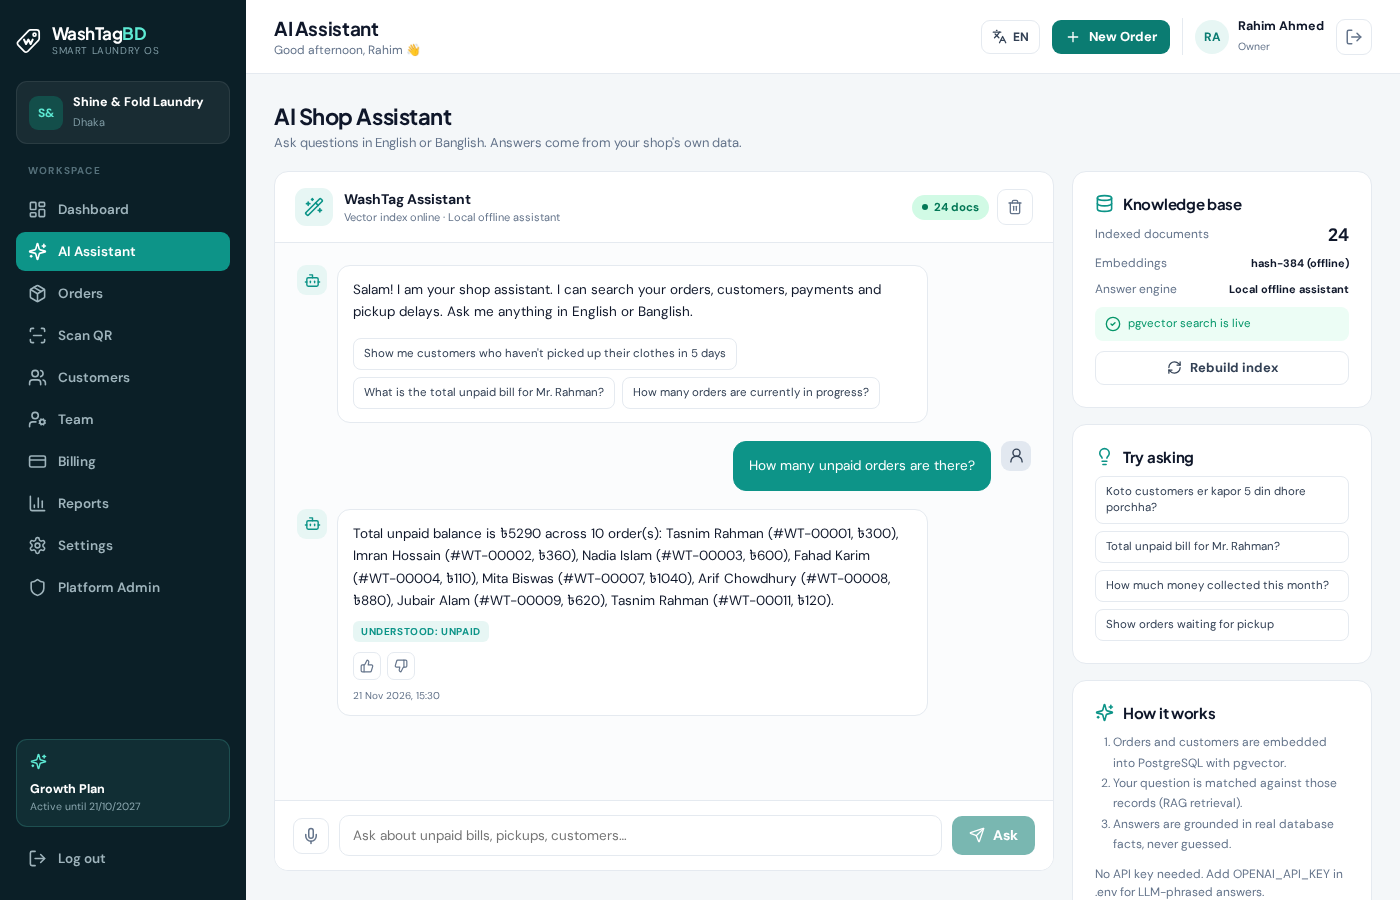 WashTagBD
SMART LAUNDRY OS
S&
Shine & Fold Laundry
Dhaka
WORKSPACE
Dashboard
AI Assistant
Orders
Scan QR
Customers
Team
Billing
Reports
Settings
Platform Admin
Growth Plan
Active until 21/10/2027
Log out
AI Assistant
Good afternoon, Rahim 👋
EN
New Order
RA
Rahim Ahmed
Owner
AI Shop Assistant
Ask questions in English or Banglish. Answers come from your shop's own data.
WashTag Assistant
Vector index online · Local offline assistant
24 docs
Salam! I am your shop assistant. I can search your orders, customers, payments and
pickup delays. Ask me anything in English or Banglish.
Show me customers who haven't picked up their clothes in 5 days
What is the total unpaid bill for Mr. Rahman?
How many orders are currently in progress?
How many unpaid orders are there?
Total unpaid balance is ৳5290 across 10 order(s): Tasnim Rahman (#WT-00001, ৳300),
Imran Hossain (#WT-00002, ৳360), Nadia Islam (#WT-00003, ৳600), Fahad Karim
(#WT-00004, ৳110), Mita Biswas (#WT-00007, ৳1040), Arif Chowdhury (#WT-00008,
৳880), Jubair Alam (#WT-00009, ৳620), Tasnim Rahman (#WT-00011, ৳120).
UNDERSTOOD: UNPAID
21 Nov 2026, 15:30
Ask about unpaid bills, pickups, customers...
Ask
Knowledge base
Indexed documents
24
Embeddings
hash-384 (offline)
Answer engine
Local offline assistant
pgvector search is live
Rebuild index
Try asking
Koto customers er kapor 5 din dhore
porchha?
Total unpaid bill for Mr. Rahman?
How much money collected this month?
Show orders waiting for pickup
How it works
1. Orders and customers are embedded
into PostgreSQL with pgvector.
2. Your question is matched against those
records (RAG retrieval).
3. Answers are grounded in real database
facts, never guessed.
No API key needed. Add OPENAI_API_KEY in
.env for LLM-phrased answers.